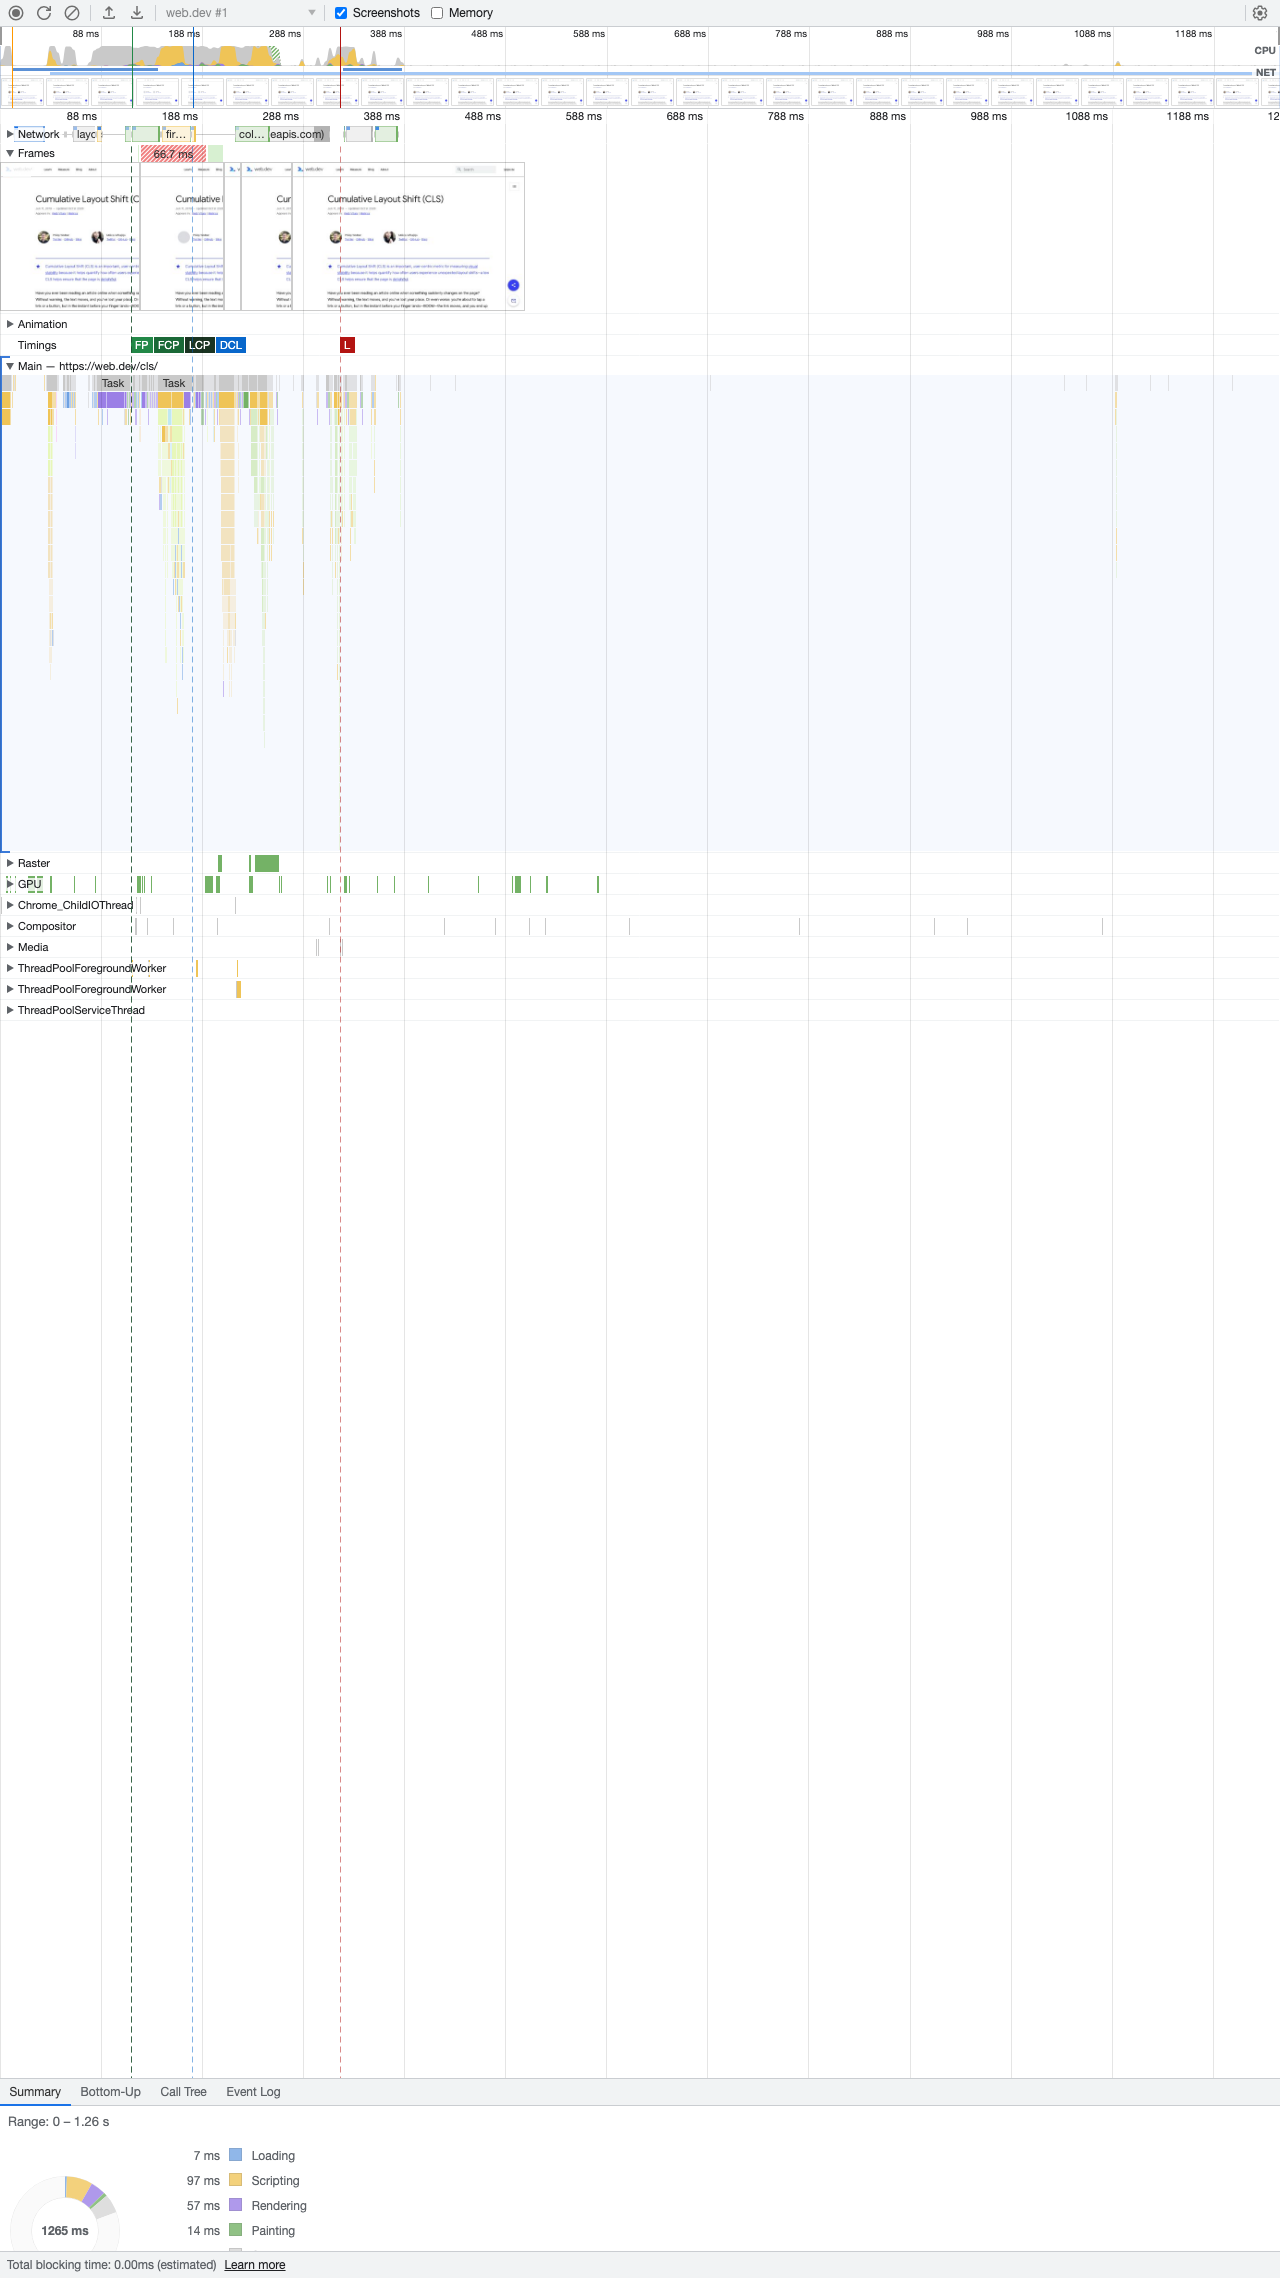 web.dev #1 Screenshots Memory
88 ms 188 ms 288 ms 388 ms 488 ms 588 ms 688 ms 788 ms 888 ms 988 ms 1088 ms 1188 ms
CPU
NET
88 ms 188 ms 288 ms 388 ms 488 ms 588 ms 688 ms 788 ms 888 ms 988 ms 1088 ms 1188 ms 12
Network layc fir... col... eapis.com)
Frames 66.7 ms
Cumulative Layout Shift (C Cumulative l Cur Cumulative Layout Shift (CLS)
Animation
Timings FP FCP LCP DCL L
Main — https://web.dev/cls/
Task Task
Raster
GPU
Chrome_ChildIOThread
Compositor
Media
ThreadPoolForegroundWorker
ThreadPoolForegroundWorker
ThreadPoolServiceThread
Summary Bottom-Up Call Tree Event Log
Range: 0 – 1.26 s
7 ms Loading
97 ms Scripting
57 ms Rendering
1265 ms
14 ms Painting
Total blocking time: 0.00ms (estimated) Learn more